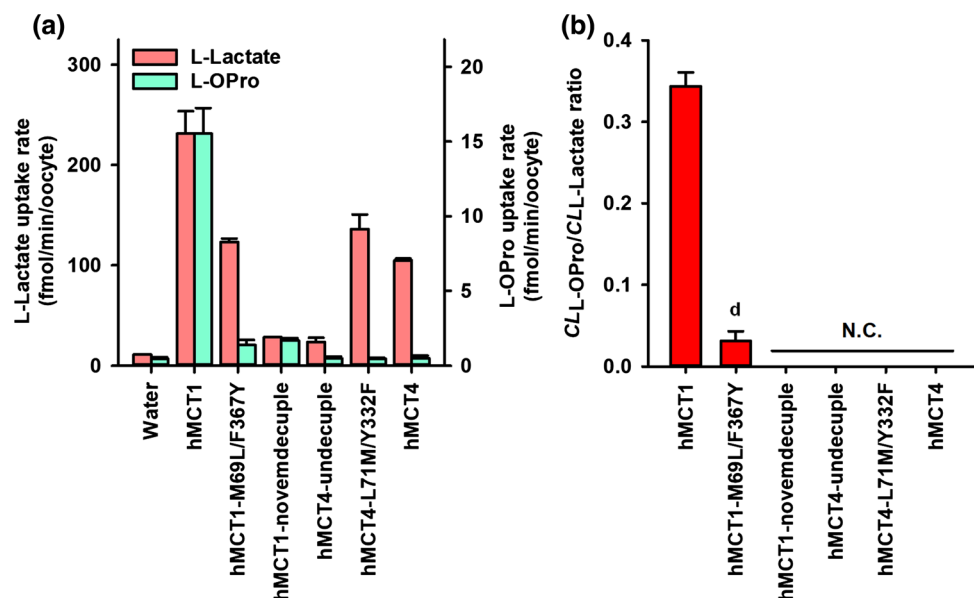 (a)
L-Lactate
L-OPro
300
200
100
0
L-Lactate uptake rate
(fmol/min/oocyte)
20
15
10
5
0
L-OPro uptake rate
(fmol/min/oocyte)
Water
hMCT1
hMCT1-M69L/F367Y
hMCT1-novemdecuple
hMCT4-undecuple
hMCT4-L71M/Y332F
hMCT4
(b)
0.4
0.3
0.2
0.1
0.0
CLL-OPro/CLL-Lactate ratio
d
N.C.
hMCT1
hMCT1-M69L/F367Y
hMCT1-novemdecuple
hMCT4-undecuple
hMCT4-L71M/Y332F
hMCT4